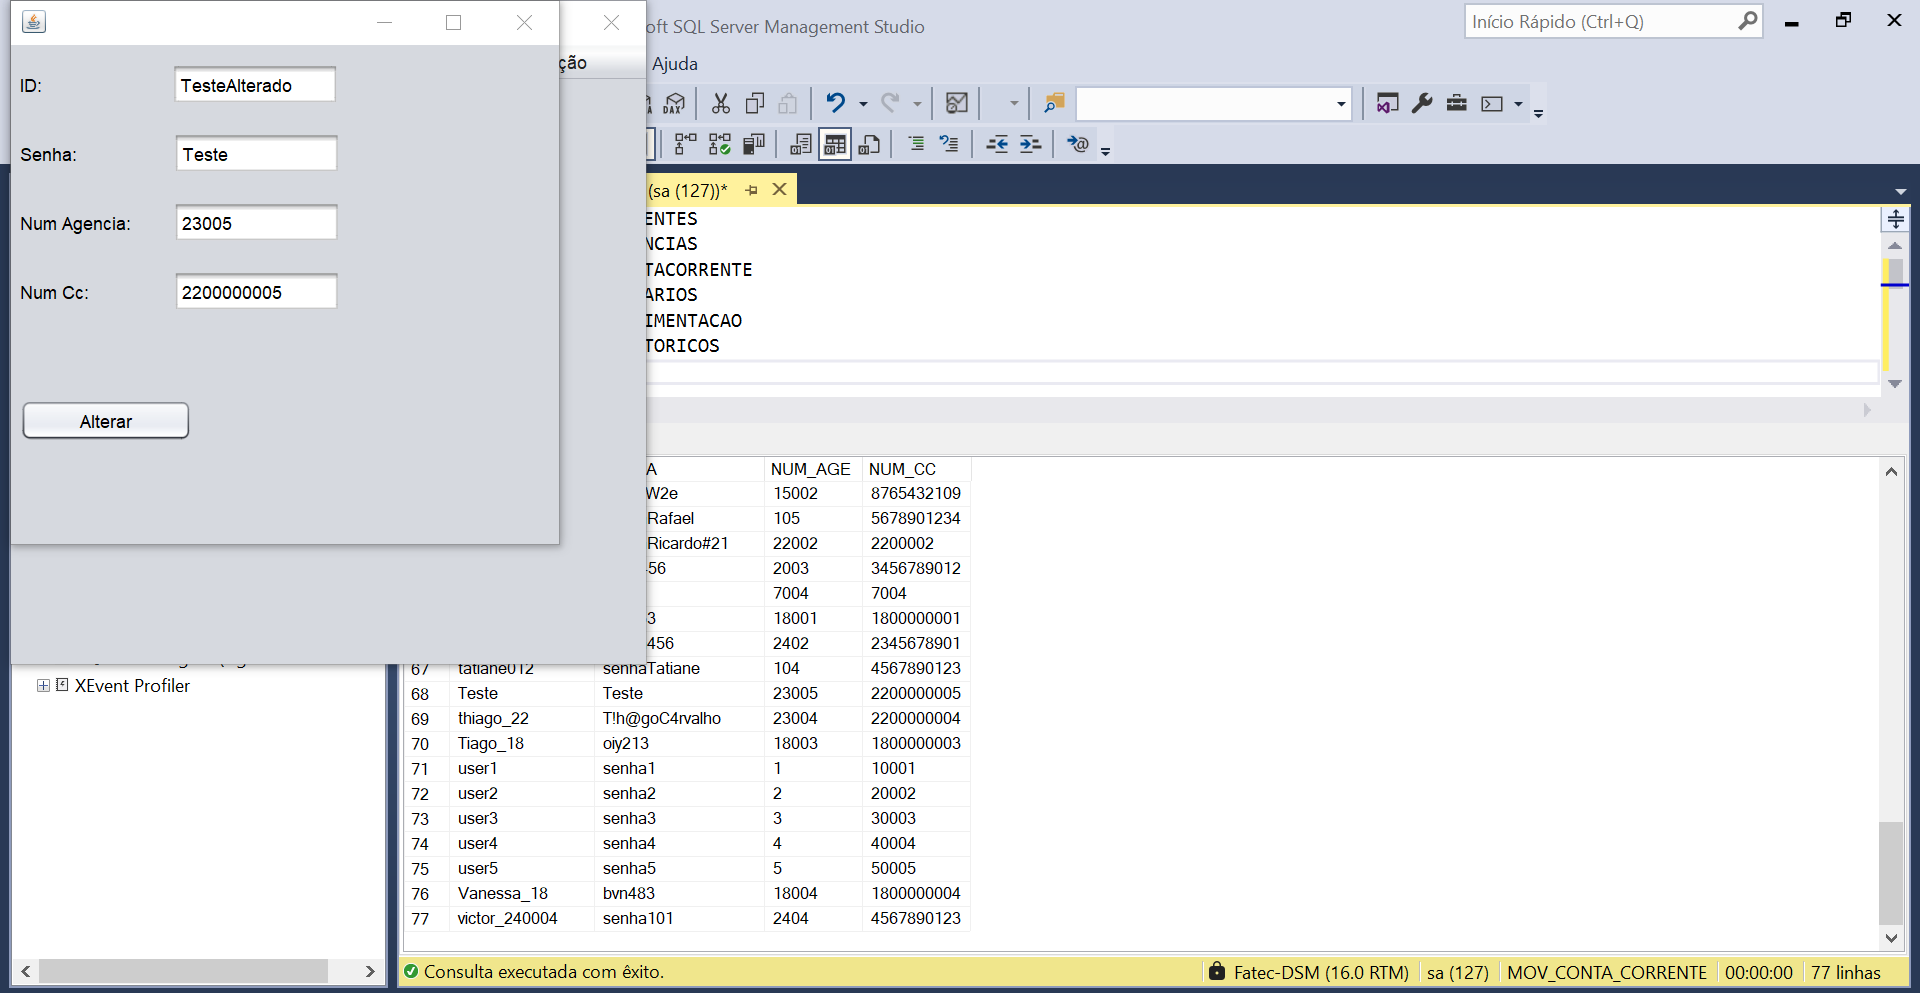 oft SQL Server Management Studio
Início Rápido (Ctrl+Q)
ção
Ajuda
ID:
TesteAlterado
DAX
Senha:
Teste
Num Agencia:
23005
Num Cc:
2200000005
Alterar
(sa (127))*
ENTES
NCIAS
TACORRENTE
ARIOS
IMENTACAO
TORICOS
A NUM_AGE NUM_CC
W2e 15002 8765432109
Rafael 105 5678901234
Ricardo#21 22002 2200002
456 2003 3456789012
7004 7004
3 18001 1800000001
456 2402 2345678901
67 tatiane012 senhaTatiane 104 4567890123
68 Teste Teste 23005 2200000005
69 thiago_22 T!h@goC4rvalho 23004 2200000004
70 Tiago_18 oiy213 18003 1800000003
71 user1 senha1 1 10001
72 user2 senha2 2 20002
73 user3 senha3 3 30003
74 user4 senha4 4 40004
75 user5 senha5 5 50005
76 Vanessa_18 bvn483 18004 1800000004
77 victor_240004 senha101 2404 4567890123
XEvent Profiler
Consulta executada com êxito.
Fatec-DSM (16.0 RTM)
sa (127)
MOV_CONTA_CORRENTE
00:00:00
77 linhas